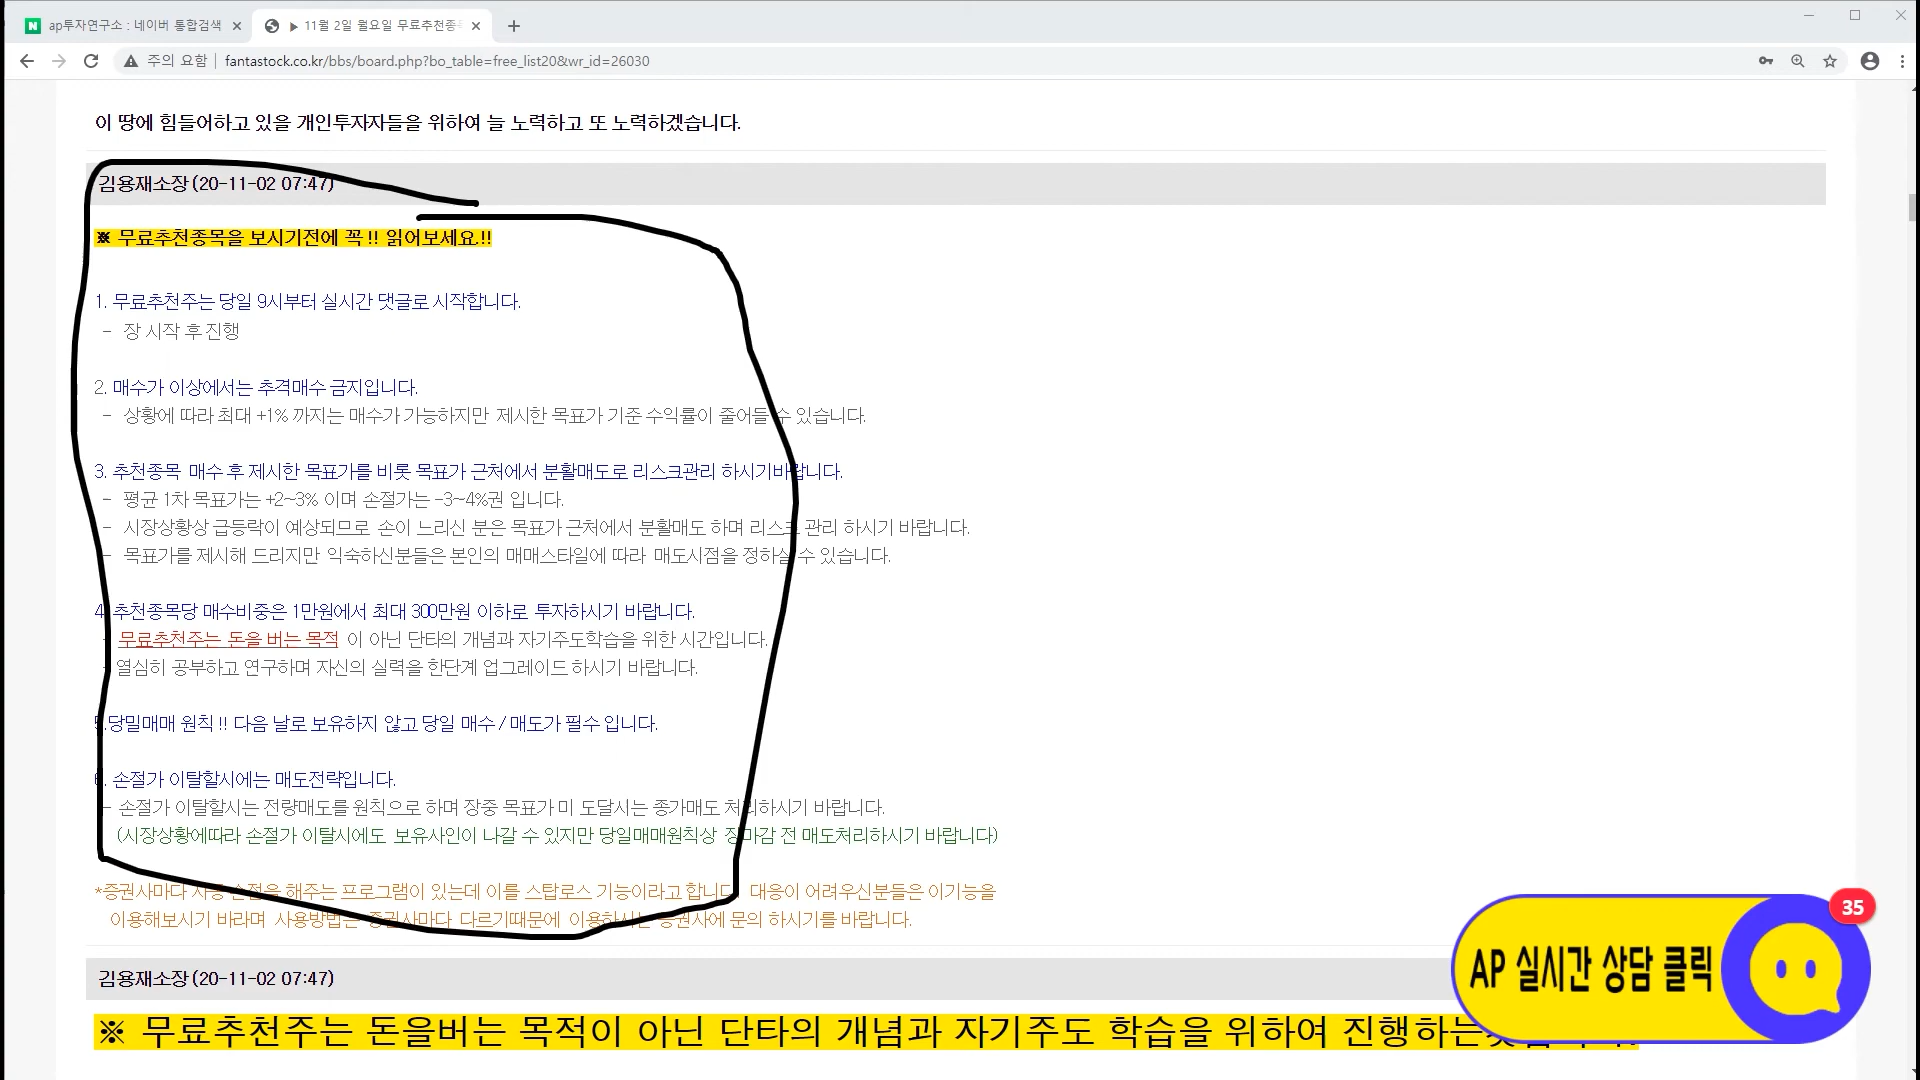 ap투자연구소 : 네이버 통합검색
▶ 11월 2일 월요일 무료추천종
주의 요함
fantastock.co.kr/bbs/board.php?bo_table=free_list20&wr_id=26030
이 땅에 힘들어하고 있을 개인투자자들을 위하여 늘 노력하고 또 노력하겠습니다.
김용재소장 (20-11-02 07:47)
※ 무료추천종목을 보시기전에 꼭 !! 읽어보세요.!!
1. 무료추천주는 당일 9시부터 실시간 댓글로 시작합니다.
- 장 시작 후 진행
2. 매수가 이상에서는 추격매수 금지입니다.
- 상황에 따라 최대 +1% 까지는 매수가 가능하지만 제시한 목표가 기준 수익률이 줄어들 수 있습니다.
3. 추천종목 매수 후 제시한 목표가를 비롯 목표가 근처에서 분활매도로 리스크관리 하시기바랍니다.
- 평균 1차 목표가는 +2~3% 이며 손절가는 -3~4%권 입니다.
- 시장상황상 급등락이 예상되므로 손이 느리신 분은 목표가 근처에서 분활매도 하며 리스크 관리 하시기 바랍니다.
- 목표가를 제시해 드리지만 익숙하신분들은 본인의 매매스타일에 따라 매도시점을 정하실 수 있습니다.
4. 추천종목당 매수비중은 1만원에서 최대 300만원 이하로 투자하시기 바랍니다.
- 무료추천주는 돈을 버는 목적 이 아닌 단타의 개념과 자기주도학습을 위한 시간입니다.
- 열심히 공부하고 연구하며 자신의 실력을 한단계 업그레이드 하시기 바랍니다.
5.당밀매매 원칙 !! 다음 날로 보유하지 않고 당일 매수 / 매도가 필수 입니다.
6. 손절가 이탈할시에는 매도전략입니다.
- 손절가 이탈할시는 전량매도를 원칙으로 하며 장중 목표가 미 도달시는 종가매도 처리하시기 바랍니다.
(시장상황에따라 손절가 이탈시에도 보유사인이 나갈 수 있지만 당일매매원칙상 장마감 전 매도처리하시기 바랍니다)
*증권사마다 자동 손절을 해주는 프로그램이 있는데 이를 스탑로스 기능이라고 합니다. 대응이 어려우신분들은 이기능을
이용해보시기 바라며 사용방법은 증권사마다 다르기때문에 이용하시는 증권사에 문의 하시기를 바랍니다.
김용재소장 (20-11-02 07:47)
※ 무료추천주는 돈을버는 목적이 아닌 단타의 개념과 자기주도 학습을 위하여 진행하는
AP 실시간 상담 클릭
35